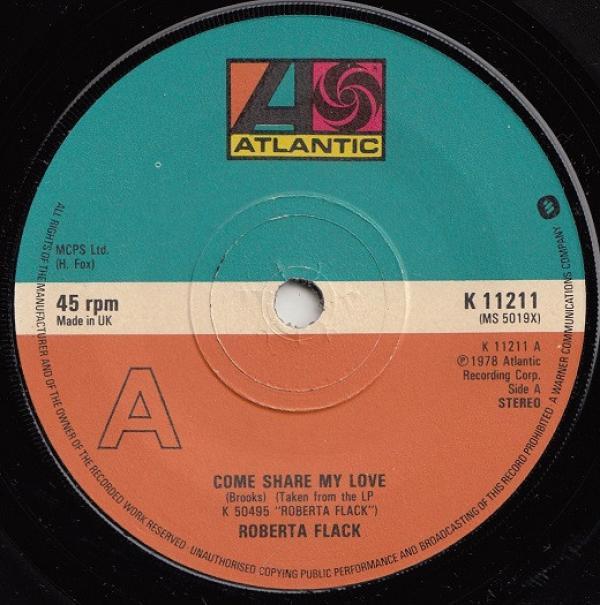 ATLANTIC
MCPS Ltd.
(H. Fox)
45 rpm
Made in UK
K 11211
(MS 5019X)
K 11211 A
℗ 1978 Atlantic
Recording Corp.
Side A
STEREO
A
COME SHARE MY LOVE
(Brooks) (Taken from the LP
K 50495 "ROBERTA FLACK")
ROBERTA FLACK
ALL RIGHTS OF THE MANUFACTURER AND OF THE OWNER OF THE RECORDED WORK RESERVED UNAUTHORISED COPYING PUBLIC PERFORMANCE AND BROADCASTING OF THIS RECORD PROHIBITED A WARNER COMMUNICATIONS COMPANY